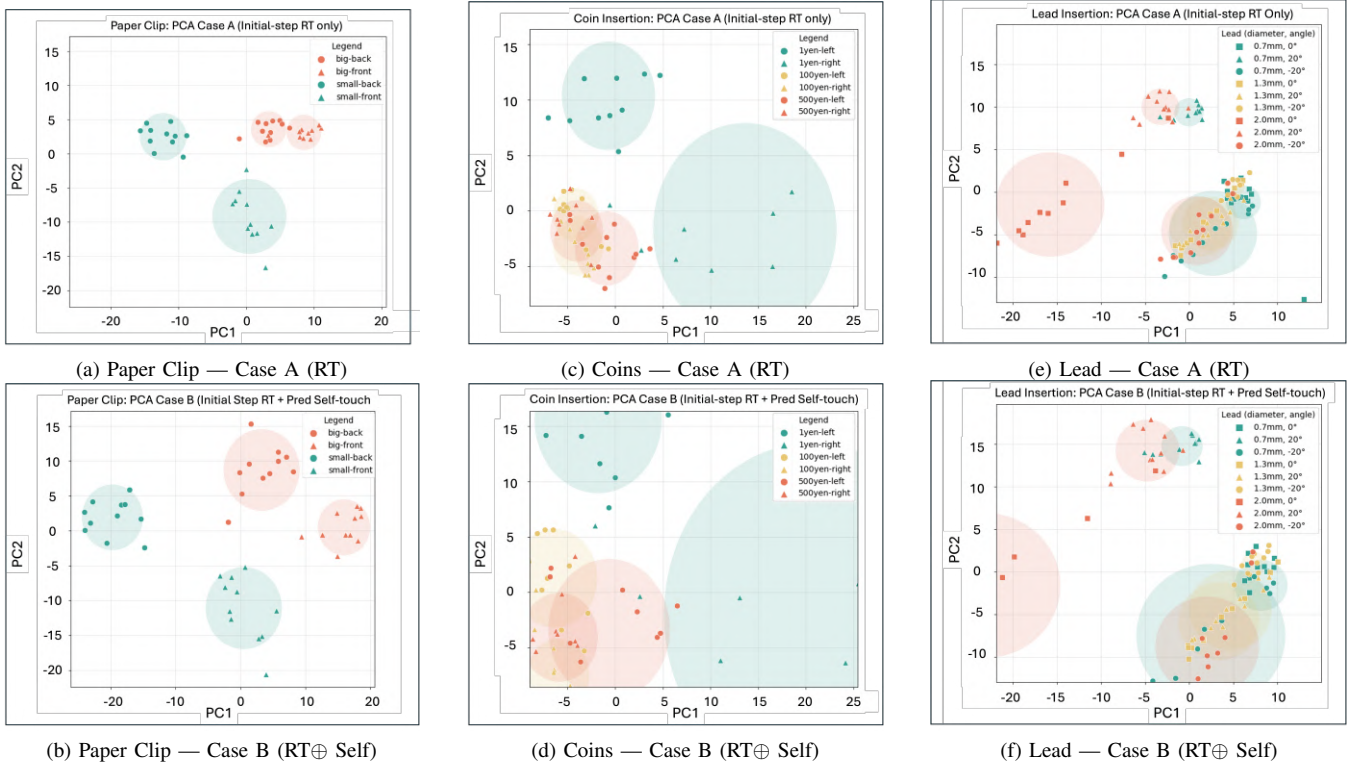 Paper Clip: PCA Case A (Initial-step RT only)
Legend
big-back
big-front
small-back
small-front
PC2
15
10
5
0
-5
-10
-15
-20
-20
-10
0
10
20
PC1
(a) Paper Clip — Case A (RT)
Coin Insertion: PCA Case A (Initial-step RT only)
Legend
1yen-left
1yen-right
100yen-left
100yen-right
500yen-left
500yen-right
PC2
15
10
5
0
-5
-5
0
5
10
15
20
25
PC1
(c) Coins — Case A (RT)
Lead Insertion: PCA Case A (Initial-step RT Only)
Lead (diameter, angle)
0.7mm, 0°
0.7mm, 20°
0.7mm, -20°
1.3mm, 0°
1.3mm, 20°
1.3mm, -20°
2.0mm, 0°
2.0mm, 20°
2.0mm, -20°
PC2
15
10
5
0
-5
-10
-20
-15
-10
-5
0
5
10
PC1
(e) Lead — Case A (RT)
Paper Clip: PCA Case B (Initial Step RT + Pred Self-touch
Legend
big-back
big-front
small-back
small-front
PC2
15
10
5
0
-5
-10
-15
-20
-20
-10
0
10
20
PC1
(b) Paper Clip — Case B (RT⊕ Self)
Coin Insertion: PCA Case B (Initial-step RT + Pred Self-touch)
Legend
1yen-left
1yen-right
100yen-left
100yen-right
500yen-left
500yen-right
PC2
15
10
5
0
-5
-5
0
5
10
15
20
25
PC1
(d) Coins — Case B (RT⊕ Self)
Lead Insertion: PCA Case B (Initial-step RT + Pred Self-touch)
Lead (diameter, angle)
0.7mm, 0°
0.7mm, 20°
0.7mm, -20°
1.3mm, 0°
1.3mm, 20°
1.3mm, -20°
2.0mm, 0°
2.0mm, 20°
2.0mm, -20°
PC2
15
10
5
0
-5
-10
-20
-15
-10
-5
0
5
10
PC1
(f) Lead — Case B (RT⊕ Self)